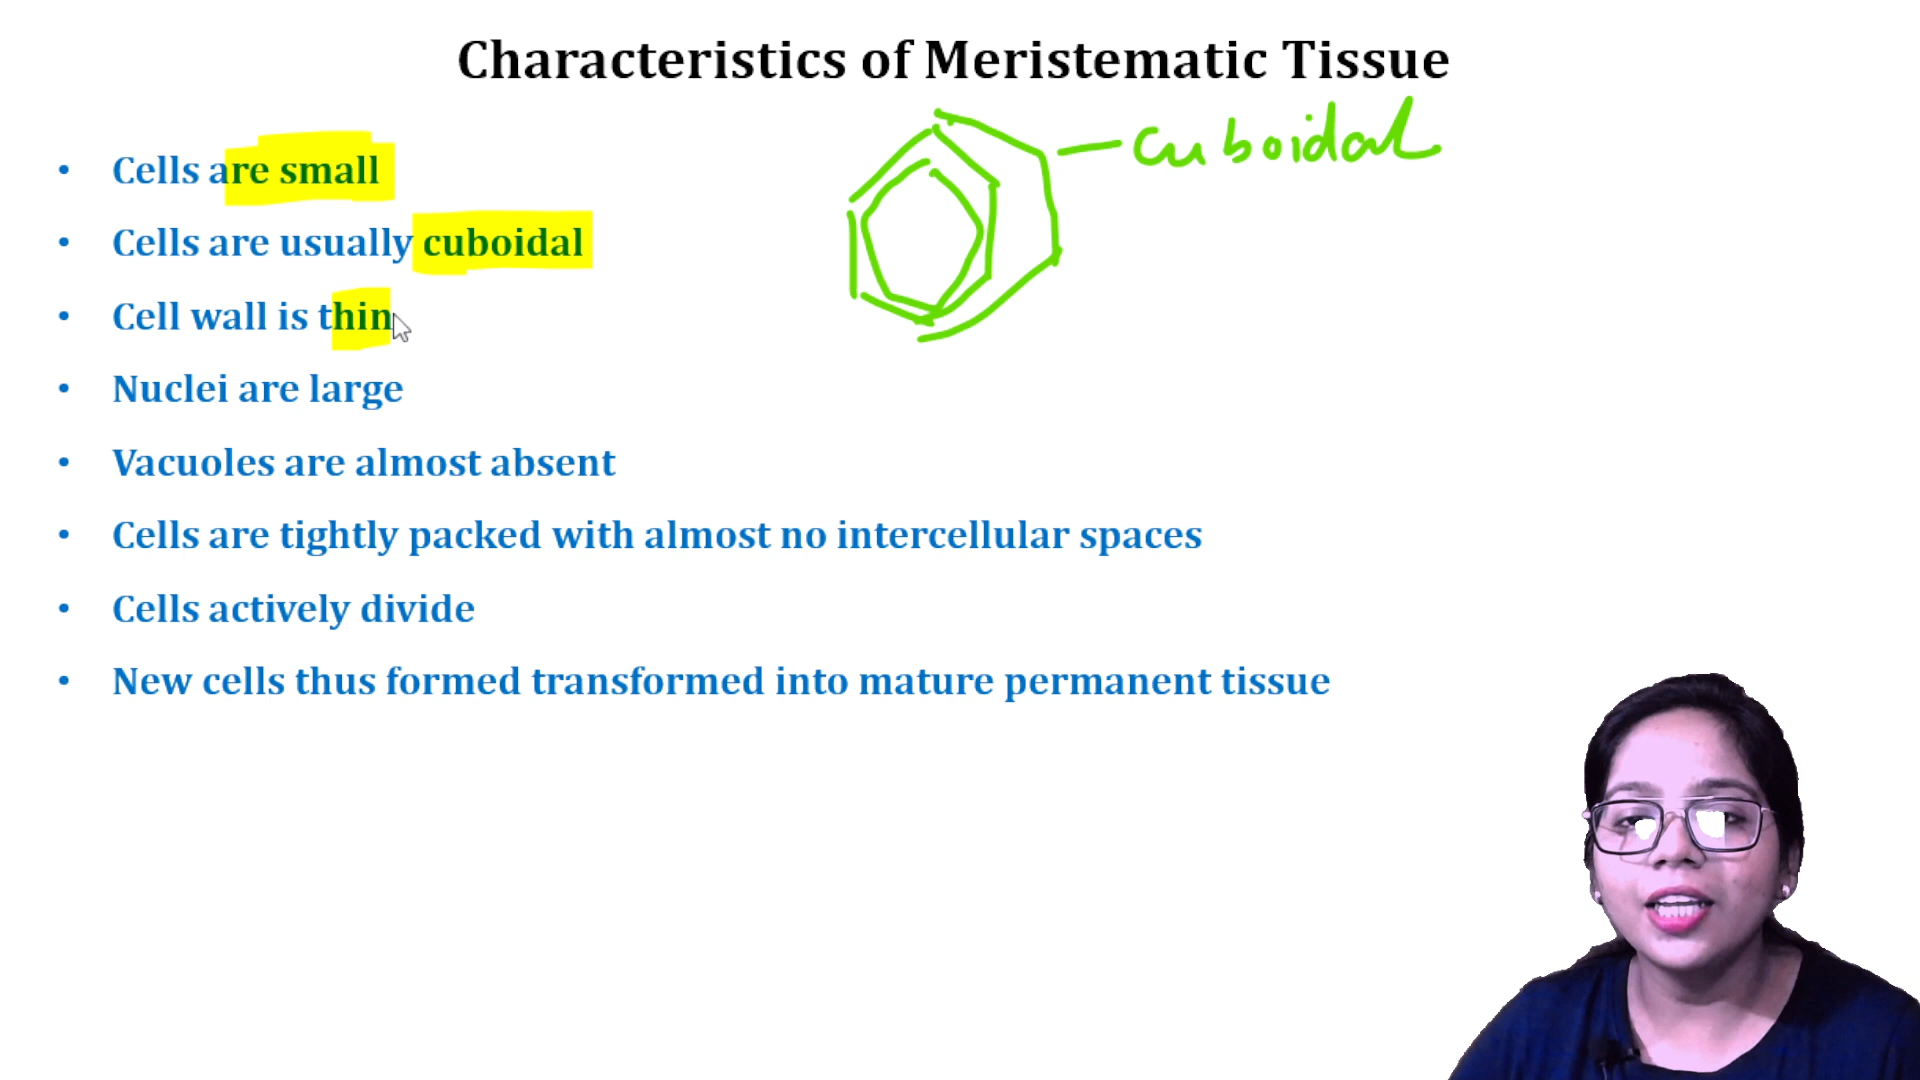 Characteristics of Meristematic Tissue
cuboidal
• Cells are small
• Cells are usually cuboidal
• Cell wall is thin
• Nuclei are large
• Vacuoles are almost absent
• Cells are tightly packed with almost no intercellular spaces
• Cells actively divide
• New cells thus formed transformed into mature permanent tissue